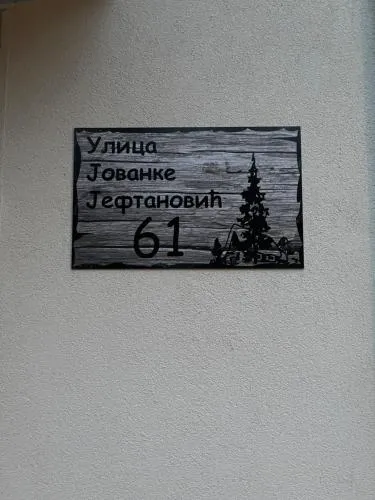 Улица
Јованке
Јефтановић
61